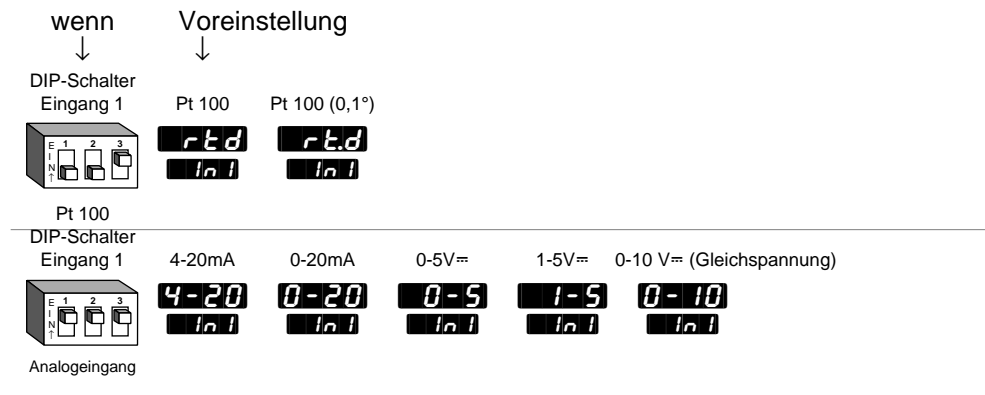 wenn Voreinstellung
↓ ↓
DIP-Schalter
Eingang 1 Pt 100 Pt 100 (0,1°)
EIN↑ 1 2 3 rtd rt.d
In1 In1
Pt 100
DIP-Schalter
Eingang 1 4-20mA 0-20mA 0-5V⎓ 1-5V⎓ 0-10 V⎓ (Gleichspannung)
EIN↑ 1 2 3 4-20 0-20 0-5 1-5 0-10
In1 In1 In1 In1 In1
Analogeingang